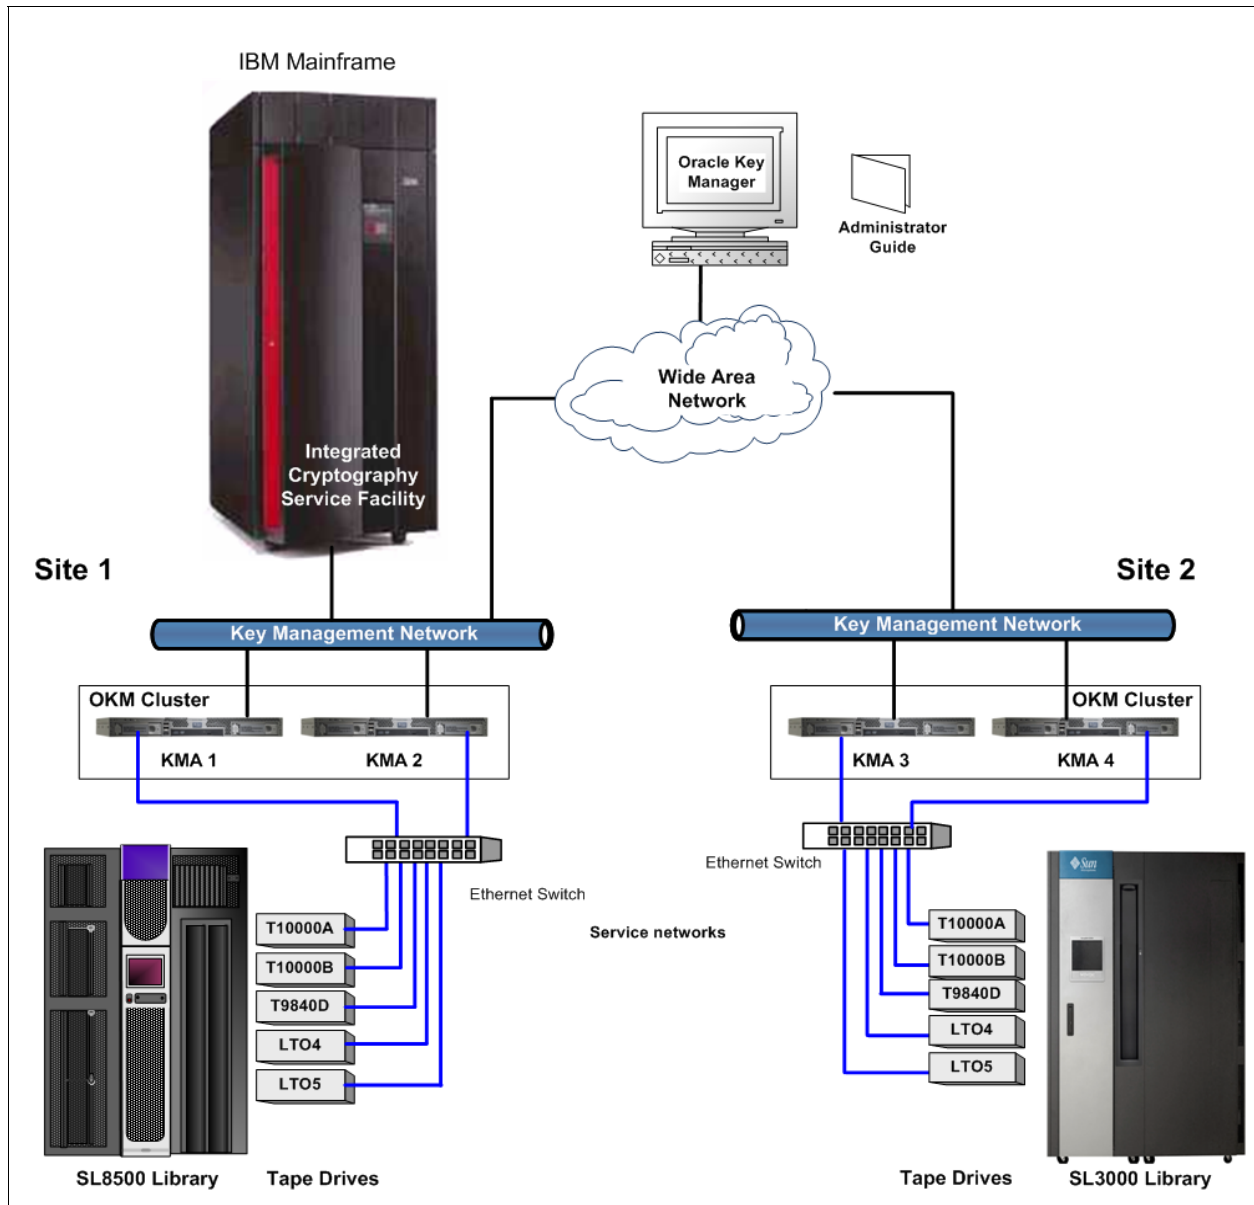 IBM Mainframe
Oracle Key
Manager
Administrator
Guide
Wide Area
Network
Integrated
Cryptography
Service Facility
Site 1
Site 2
Key Management Network
Key Management Network
OKM Cluster
KMA 1
KMA 2
OKM Cluster
KMA 3
KMA 4
Ethernet Switch
Ethernet Switch
Service networks
T10000A
T10000B
T9840D
LTO4
LTO5
Sun
T10000A
T10000B
T9840D
LTO4
LTO5
SL8500 Library
Tape Drives
Tape Drives
SL3000 Library